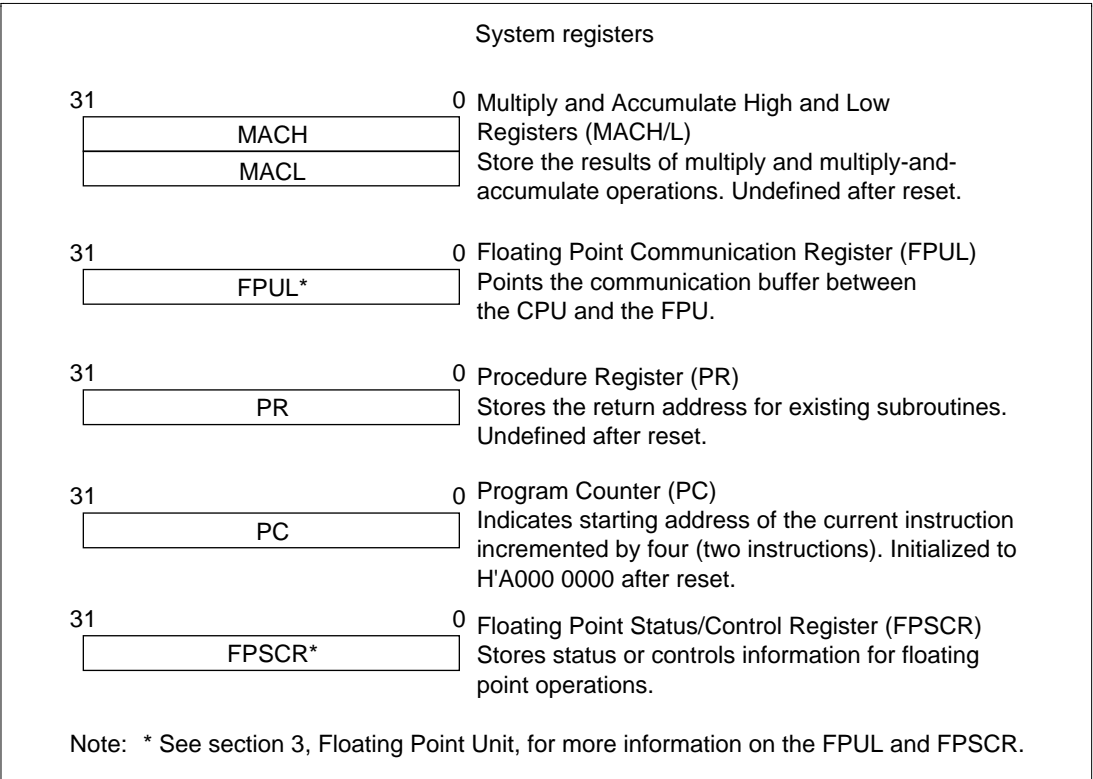 System registers
31 0
MACH
MACL
Multiply and Accumulate High and Low
Registers (MACH/L)
Store the results of multiply and multiply-and-
accumulate operations. Undefined after reset.
31 0
FPUL*
Floating Point Communication Register (FPUL)
Points the communication buffer between
the CPU and the FPU.
31 0
PR
Procedure Register (PR)
Stores the return address for existing subroutines.
Undefined after reset.
31 0
PC
Program Counter (PC)
Indicates starting address of the current instruction
incremented by four (two instructions). Initialized to
H'A000 0000 after reset.
31 0
FPSCR*
Floating Point Status/Control Register (FPSCR)
Stores status or controls information for floating
point operations.
Note: * See section 3, Floating Point Unit, for more information on the FPUL and FPSCR.